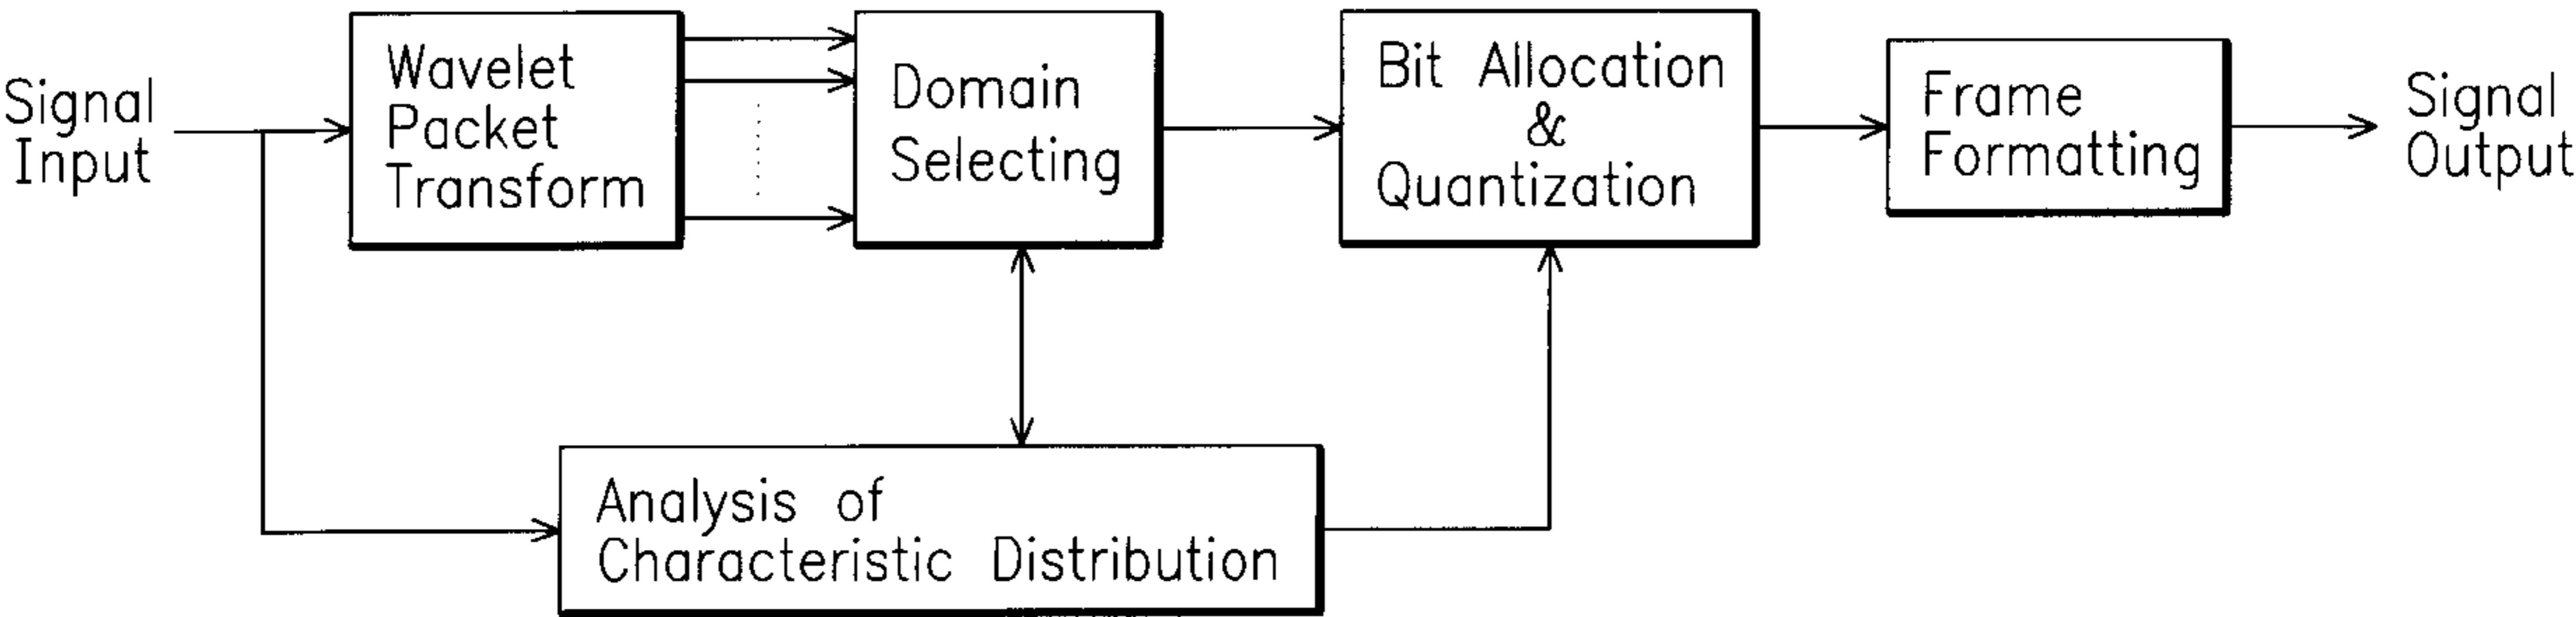 Signal
Input
Wavelet
Packet
Transform
Domain
Selecting
Bit Allocation
&
Quantization
Frame
Formatting
Signal
Output
Analysis of
Characteristic Distribution